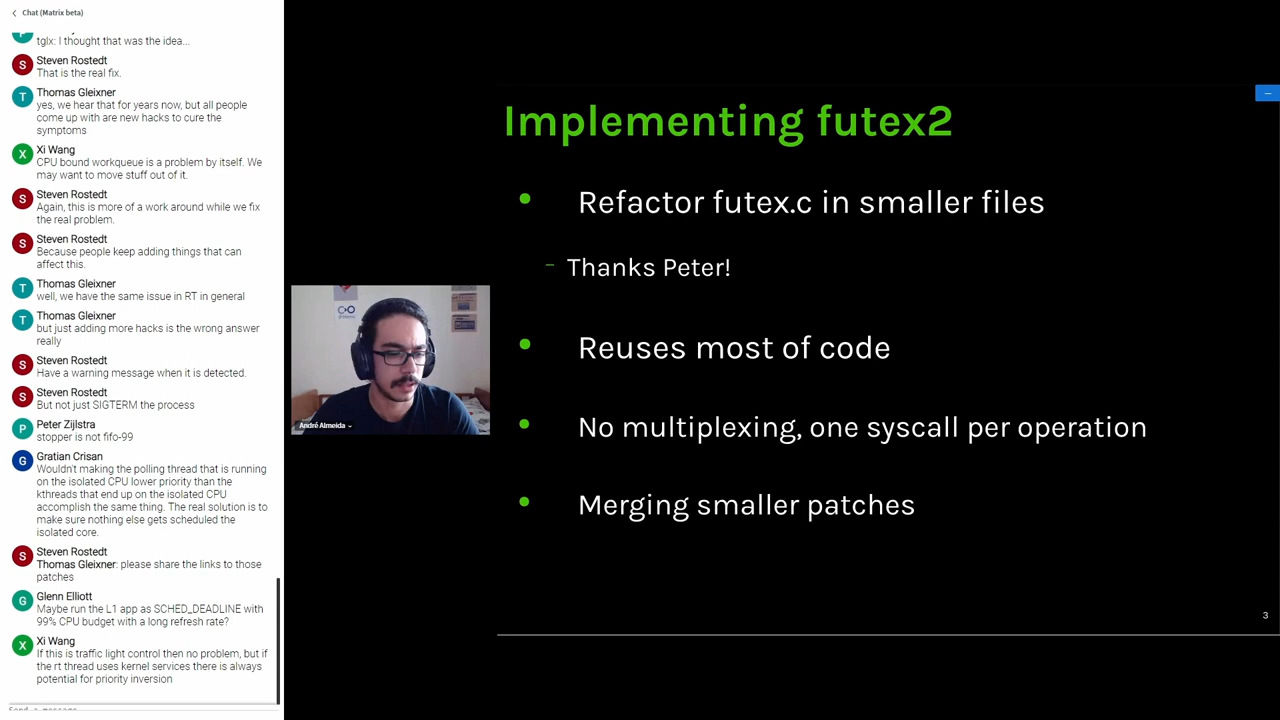 Chat (Matrix beta)
tglx: I thought that was the idea...
Steven Rostedt
That is the real fix.
Thomas Gleixner
yes, we hear that for years now, but all people
come up with are new hacks to cure the
symptoms
Xi Wang
CPU bound workqueue is a problem by itself. We
may want to move stuff out of it.
Steven Rostedt
Again, this is more of a work around while we fix
the real problem.
Steven Rostedt
Because people keep adding things that can
affect this.
Thomas Gleixner
well, we have the same issue in RT in general
Thomas Gleixner
but just adding more hacks is the wrong answer
really
Steven Rostedt
Have a warning message when it is detected.
Steven Rostedt
But not just SIGTERM the process
Peter Zijlstra
stopper is not fifo-99
Gratian Crisan
Wouldn't making the polling thread that is running
on the isolated CPU lower priority than the
kthreads that end up on the isolated CPU
accomplish the same thing. The real solution is to
make sure nothing else gets scheduled the
isolated core.
Steven Rostedt
Thomas Gleixner: please share the links to those
patches
Glenn Elliott
Maybe run the L1 app as SCHED_DEADLINE with
99% CPU budget with a long refresh rate?
Xi Wang
If this is traffic light control then no problem, but if
the rt thread uses kernel services there is always
potential for priority inversion
André Almeida
Implementing futex2
Refactor futex.c in smaller files
– Thanks Peter!
Reuses most of code
No multiplexing, one syscall per operation
Merging smaller patches
3